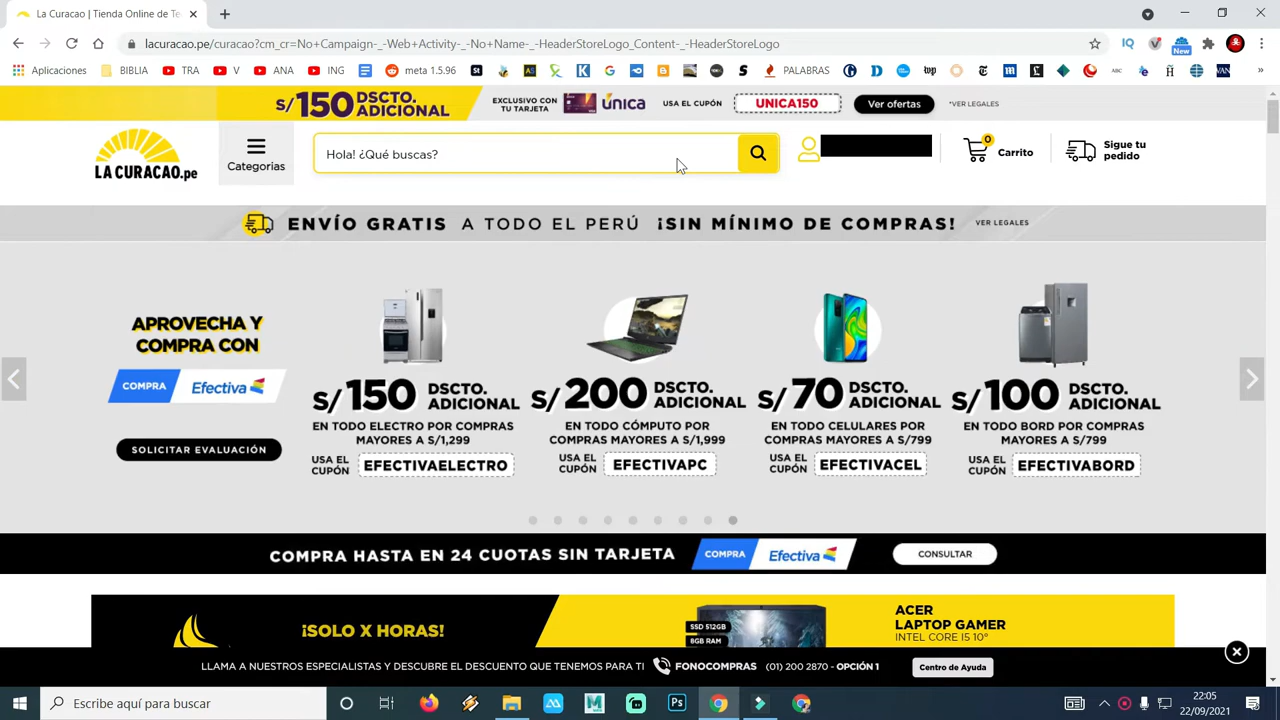 La Curacao | Tienda Online de Te
lacuracao.pe/curacao?cm_cr=No+Campaign-_-Web+Activity-_-No+Name-_-HeaderStoreLogo_Content-_-HeaderStoreLogo
New
Aplicaciones BIBLIA TRA V ANA ING meta 1.5.96 PALABRAS
S/150 DSCTO. ADICIONAL
EXCLUSIVO CON TU TARJETA única
USA EL CUPÓN UNICA150
Ver ofertas
*VER LEGALES
LA CURACAO.pe
Categorias
Hola! ¿Qué buscas?
0
Carrito
Sigue tu
pedido
ENVÍO GRATIS A TODO EL PERÚ ¡SIN MÍNIMO DE COMPRAS! VER LEGALES
APROVECHA Y
COMPRA CON
COMPRA Efectiva
SOLICITAR EVALUACIÓN
S/150 DSCTO. ADICIONAL
EN TODO ELECTRO POR COMPRAS
MAYORES A S/1,299
USA EL CUPÓN EFECTIVAELECTRO
S/200 DSCTO. ADICIONAL
EN TODO CÓMPUTO POR
COMPRAS MAYORES A S/1,999
USA EL CUPÓN EFECTIVAPC
S/70 DSCTO. ADICIONAL
EN TODO CELULARES POR
COMPRAS MAYORES A S/799
USA EL CUPÓN EFECTIVACEL
S/100 DSCTO. ADICIONAL
EN TODO BORD POR COMPRAS
MAYORES A S/799
USA EL CUPÓN EFECTIVABORD
COMPRA HASTA EN 24 CUOTAS SIN TARJETA COMPRA Efectiva CONSULTAR
¡SOLO X HORAS!
SSD 512GB
8GB RAM
ACER
LAPTOP GAMER
INTEL CORE I5 10°
LLAMA A NUESTROS ESPECIALISTAS Y DESCUBRE EL DESCUENTO QUE TENEMOS PARA TI FONOCOMPRAS (01) 200 2870 - OPCIÓN 1 Centro de Ayuda
Escribe aquí para buscar
22:05
22/09/2021